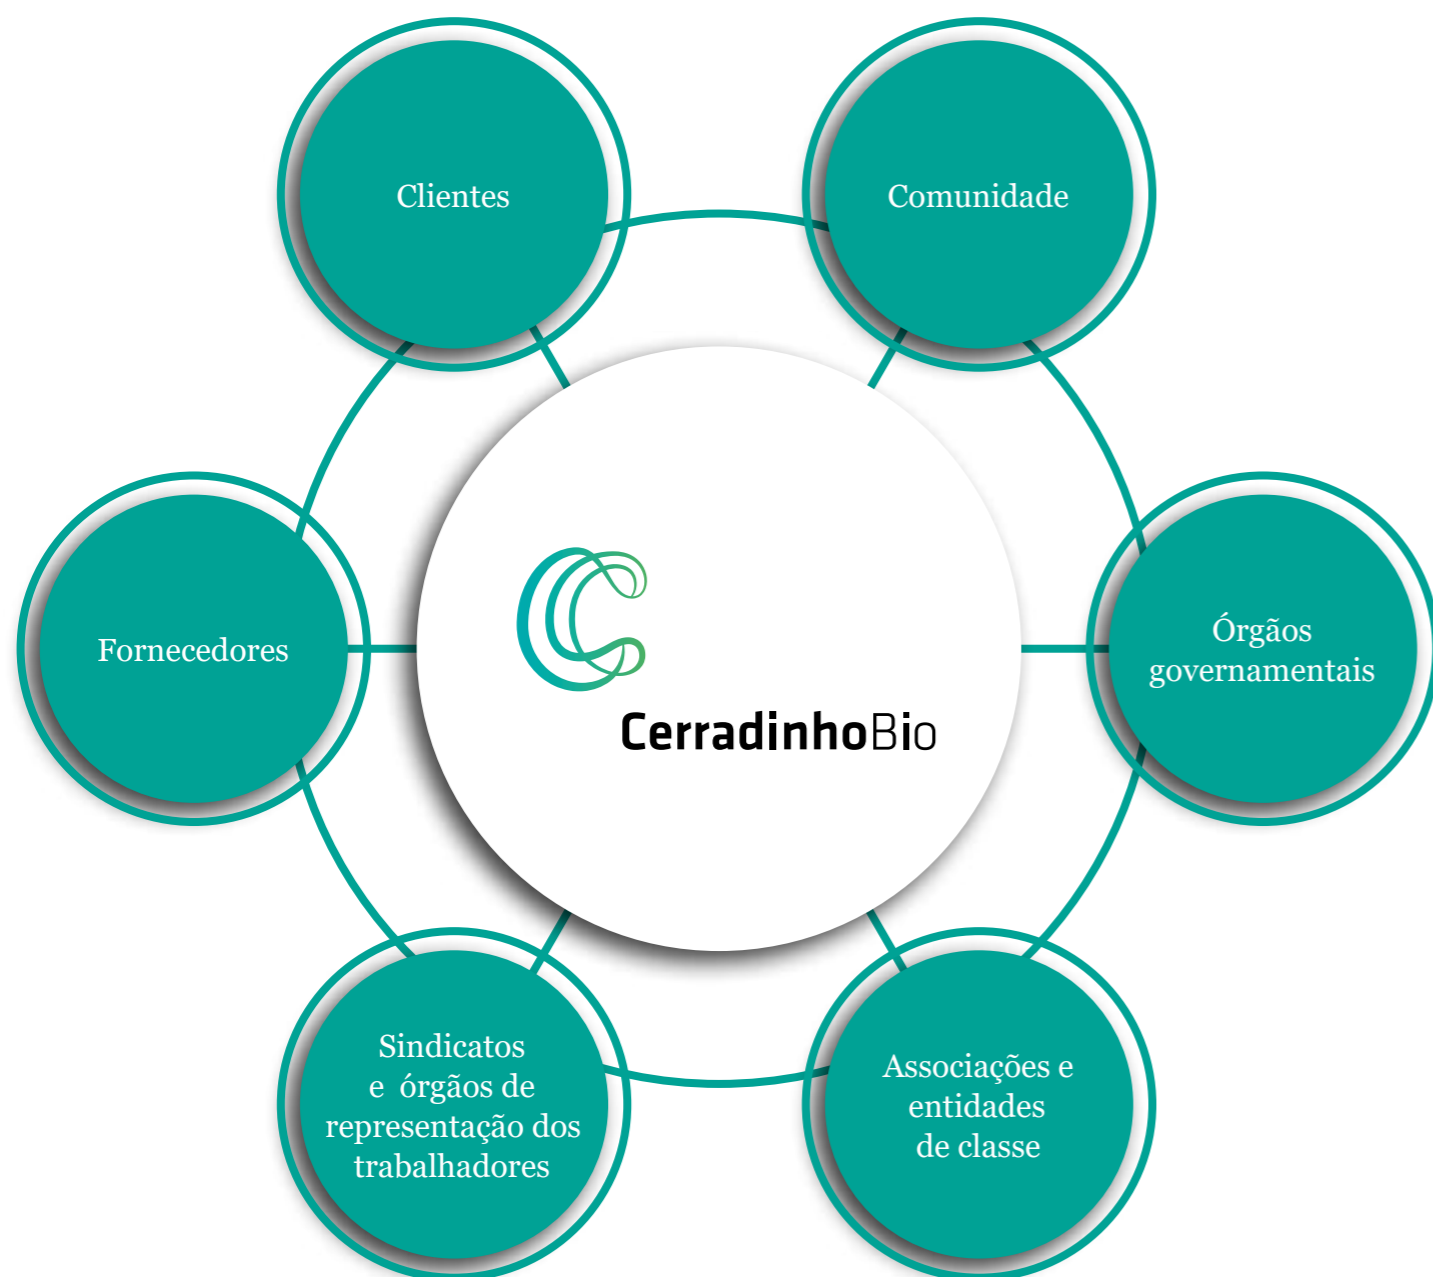 Clientes
Comunidade
Fornecedores
CerradinhoBio
Órgãos
governamentais
Sindicatos
e órgãos de
representação dos
trabalhadores
Associações e
entidades
de classe